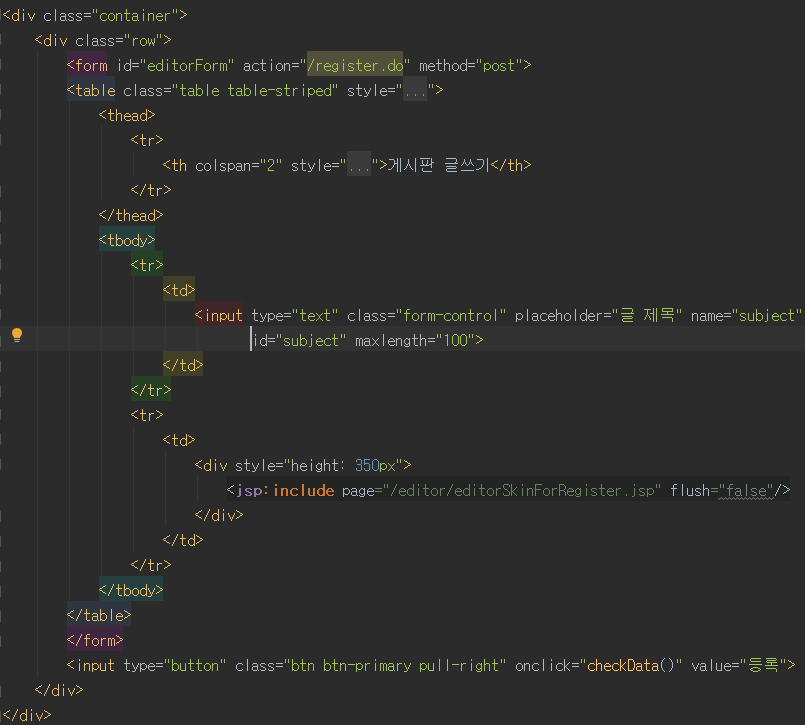 <div class="container">
<div class="row">
<form id="editorForm" action="/register.do" method="post">
<table class="table table-striped" style="...">
<thead>
<tr>
<th colspan="2" style="...">게시판 글쓰기</th>
</tr>
</thead>
<tbody>
<tr>
<td>
<input type="text" class="form-control" placeholder="글 제목" name="subject"
id="subject" maxlength="100">
</td>
</tr>
<tr>
<td>
<div style="height: 350px">
<jsp:include page="/editor/editorSkinForRegister.jsp" flush="false"/>
</div>
</td>
</tr>
</tbody>
</table>
</form>
<input type="button" class="btn btn-primary pull-right" onclick="checkData()" value="등록">
</div>
</div>